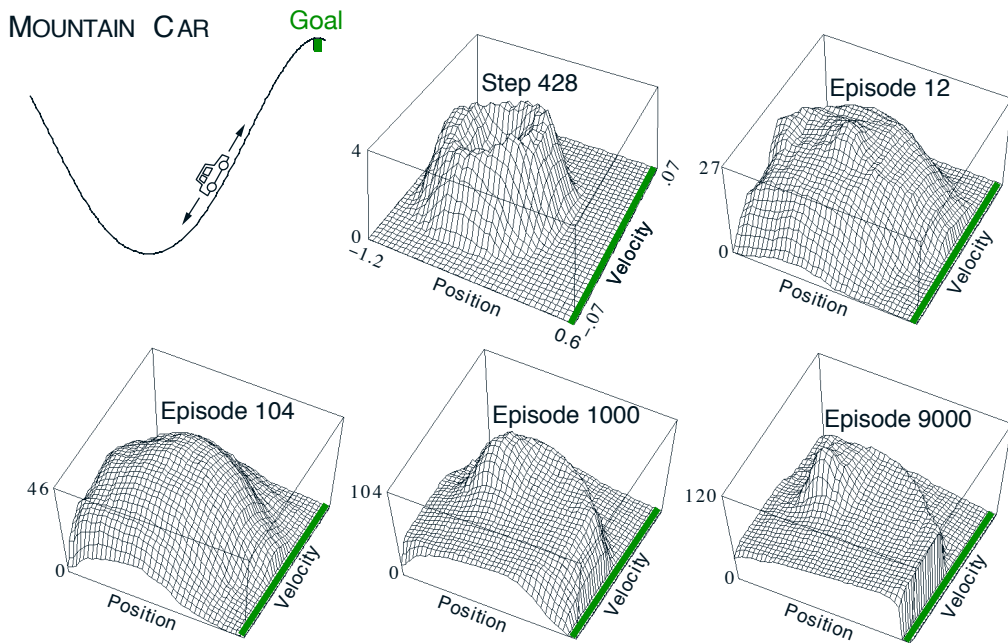 MOUNTAIN CAR
Goal
Step 428
4
0
−1.2
Position
0.6
Velocity
.07
−.07
Episode 12
27
0
Position
Velocity
Episode 104
46
0
Position
Velocity
Episode 1000
104
0
Position
Velocity
Episode 9000
120
0
Position
Velocity